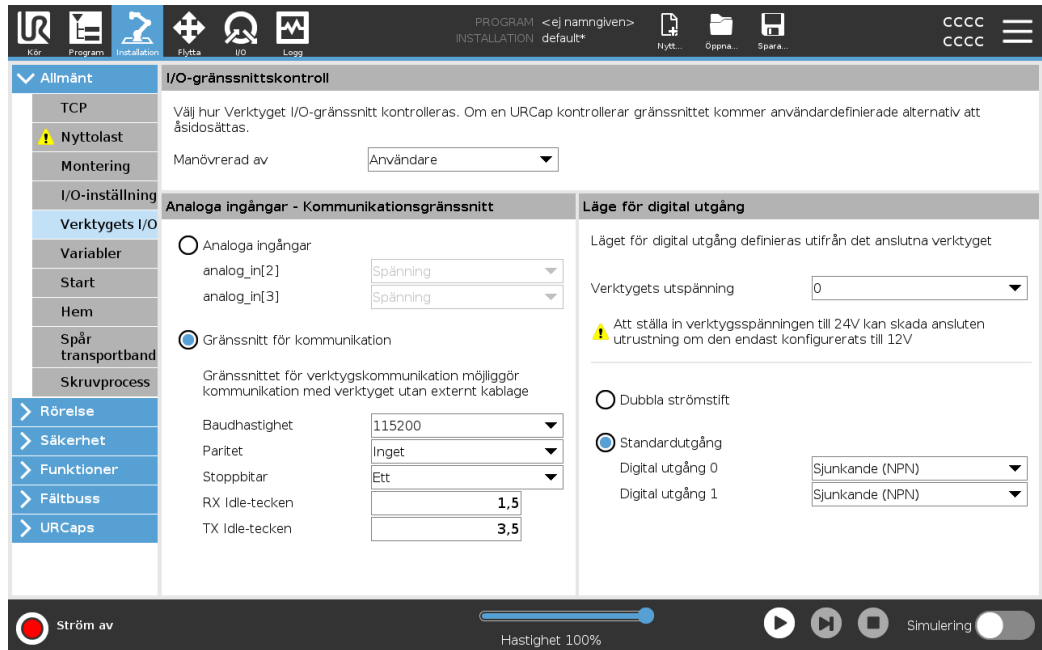 UR
PROGRAM <ej namngiven>
INSTALLATION default*
Kör
Program
Installation
Flytta
I/O
Logg
Nytt...
Öppna...
Spara...
CCCC
CCCC
Allmänt
TCP
Nyttolast
Montering
I/O-inställning
Verktygets I/O
Variabler
Start
Hem
Spår
transportband
Skruvprocess
Rörelse
Säkerhet
Funktioner
Fältbuss
URCaps
I/O-gränssnittskontroll
Välj hur Verktyget I/O-gränssnitt kontrolleras. Om en URCap kontrollerar gränssnittet kommer användardefinierade alternativ att
åsidosättas.
Manövrerad av Användare
Analoga ingångar - Kommunikationsgränssnitt
Analoga ingångar
analog_in[2] Spänning
analog_in[3] Spänning
Gränssnitt för kommunikation
Gränssnittet för verktygskommunikation möjliggör
kommunikation med verktyget utan externt kablage
Baudhastighet 115200
Paritet Inget
Stoppbitar Ett
RX Idle-tecken 1,5
TX Idle-tecken 3,5
Läge för digital utgång
Läget för digital utgång definieras utifrån det anslutna verktyget
Verktygets utspänning 0
Att ställa in verktygsspänningen till 24V kan skada ansluten
utrustning om den endast konfigurerats till 12V
Dubbla strömstift
Standardutgång
Digital utgång 0 Sjunkande (NPN)
Digital utgång 1 Sjunkande (NPN)
Ström av
Hastighet 100%
Simulering